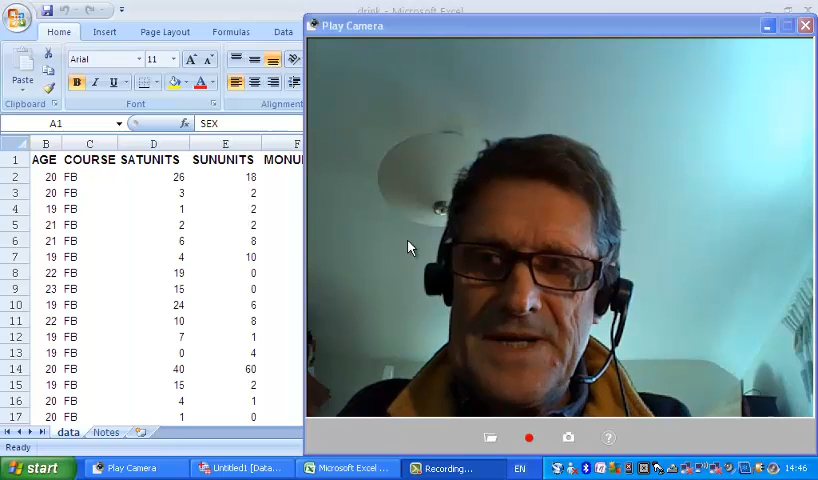 drink - Microsoft Excel
Play Camera
Home Insert Page Layout Formulas Data
Arial 11
Paste
B I U
Clipboard Font Alignment
A1 fx SEX
B C D E F
1 AGE COURSE SATUNITS SUNUNITS MONU
2 20 FB 26 18
3 20 FB 3 2
4 19 FB 1 2
5 21 FB 2 2
6 21 FB 6 8
7 19 FB 4 10
8 22 FB 19 0
9 23 FB 15 0
10 19 FB 24 6
11 22 FB 10 8
12 19 FB 7 1
13 19 FB 0 4
14 20 FB 40 60
15 19 FB 16 2
16 20 FB 4 1
17 20 FB 1 0
data Notes
Ready
start Play Camera Untitled1 [Data... Microsoft Excel ... Recording... EN 14:46